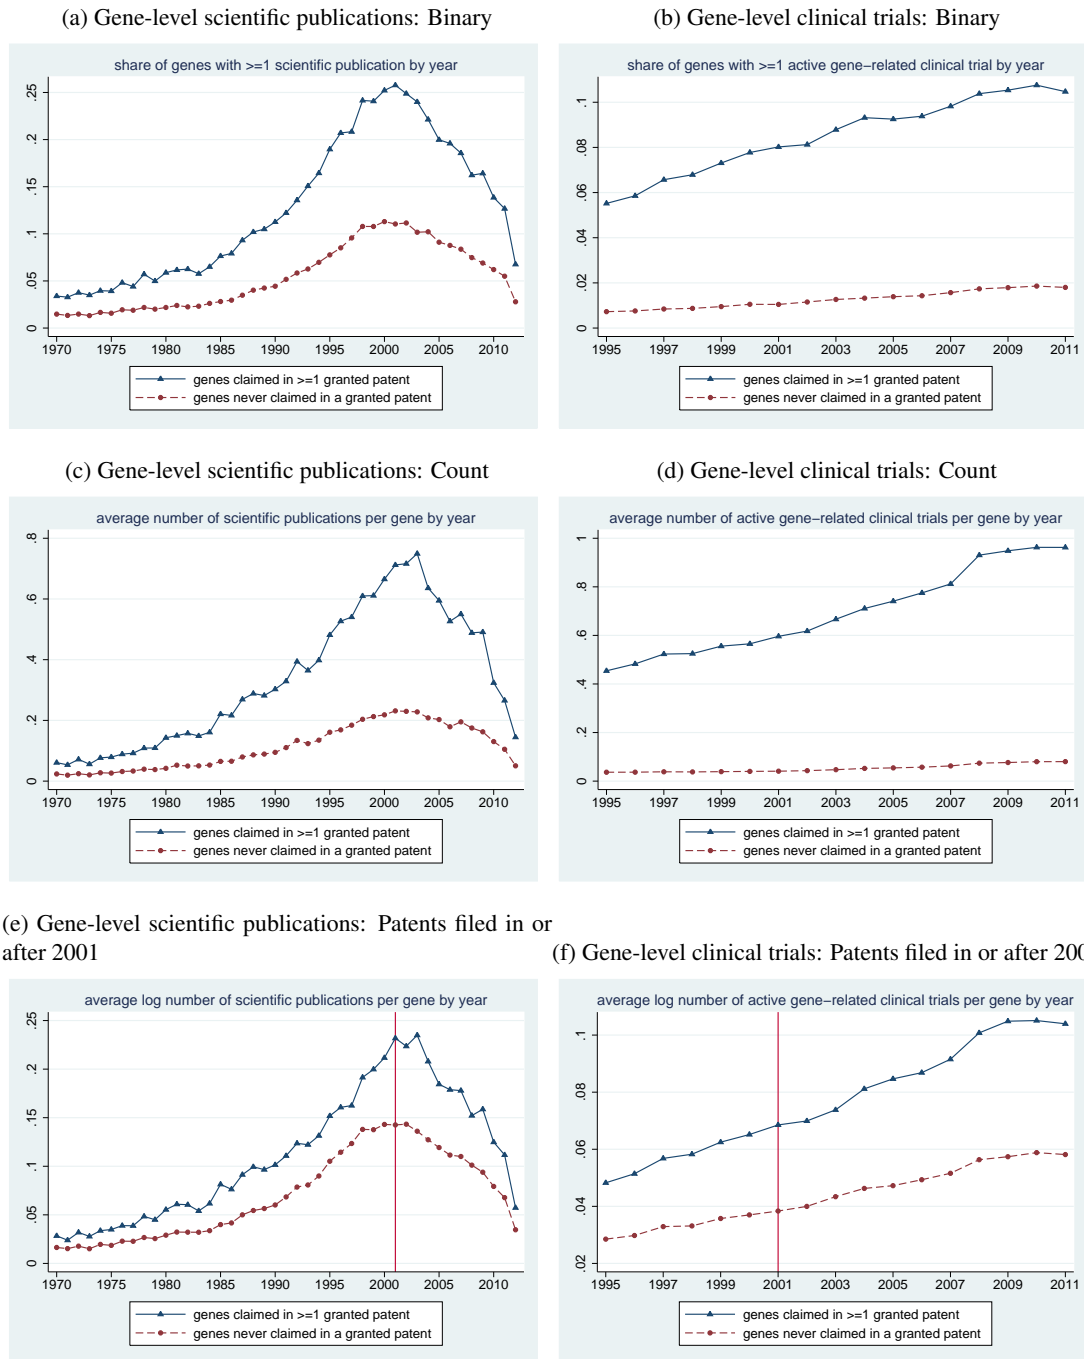 (a) Gene-level scientific publications: Binary
share of genes with >=1 scientific publication by year
.25
.2
.15
.1
.05
0
1970 1975 1980 1985 1990 1995 2000 2005 2010
genes claimed in >=1 granted patent
genes never claimed in a granted patent
(b) Gene-level clinical trials: Binary
share of genes with >=1 active gene−related clinical trial by year
.1
.08
.06
.04
.02
0
1995 1997 1999 2001 2003 2005 2007 2009 2011
genes claimed in >=1 granted patent
genes never claimed in a granted patent
(c) Gene-level scientific publications: Count
average number of scientific publications per gene by year
.8
.6
.4
.2
0
1970 1975 1980 1985 1990 1995 2000 2005 2010
genes claimed in >=1 granted patent
genes never claimed in a granted patent
(d) Gene-level clinical trials: Count
average number of active gene−related clinical trials per gene by year
1
.8
.6
.4
.2
0
1995 1997 1999 2001 2003 2005 2007 2009 2011
genes claimed in >=1 granted patent
genes never claimed in a granted patent
(e) Gene-level scientific publications: Patents filed in or
after 2001
average log number of scientific publications per gene by year
.25
.2
.15
.1
.05
0
1970 1975 1980 1985 1990 1995 2000 2005 2010
genes claimed in >=1 granted patent
genes never claimed in a granted patent
(f) Gene-level clinical trials: Patents filed in or after 200
average log number of active gene−related clinical trials per gene by year
.1
.08
.06
.04
.02
1995 1997 1999 2001 2003 2005 2007 2009 2011
genes claimed in >=1 granted patent
genes never claimed in a granted patent